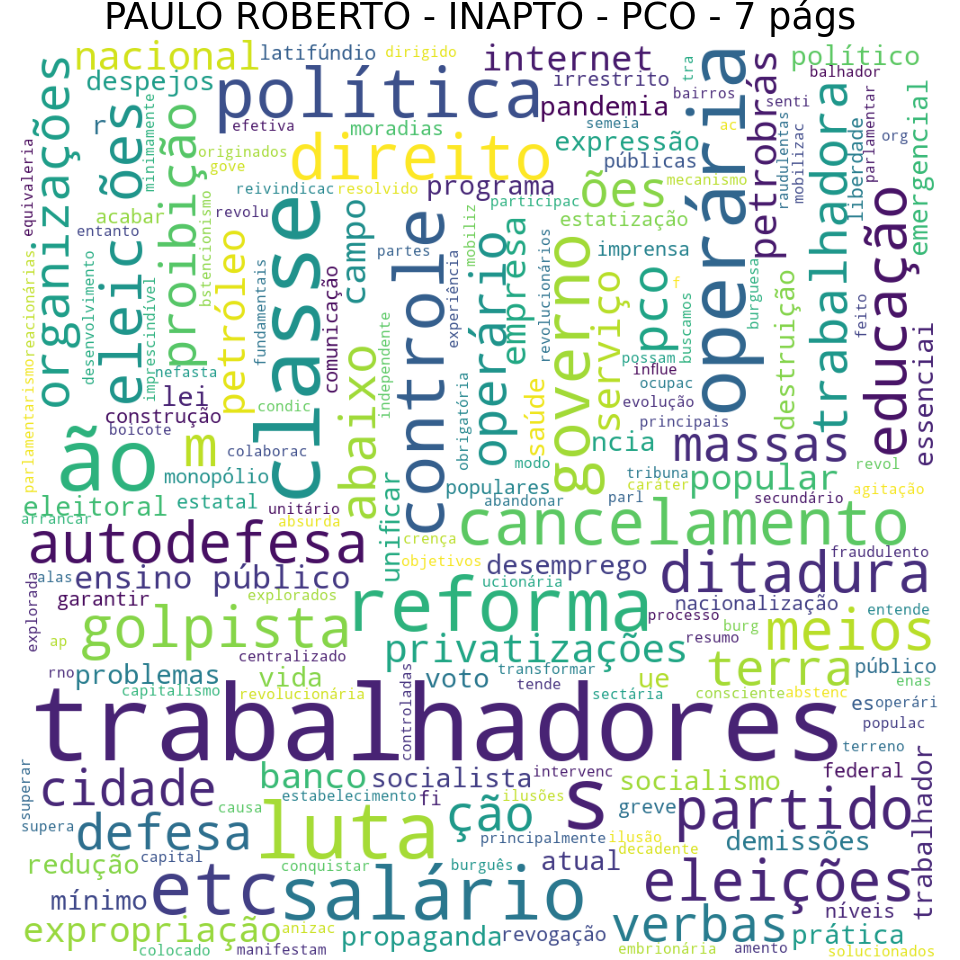 PAULO ROBERTO - INAPTO - PCO - 7 págs
nacional
latifúndio
dirigido
internet
tra
petrobrás
político
despejos
política
irrestrito
bairros
balhador
organizações
r
eleic
ões
minimamente
proibição
efetiva
moradias
pandemia
semeia
ac
operária
senti
parlamentar
emergencial
originados
gove
direito
expressão
públicas
mecanismo
raudulentas
mobilizac
trabalhadora
liberdade
org
equivaleria
reivindicac
resolvido
programa
participac
ões
estatização
acabar
entanto
revolu
bstencionismo
classe
campo
partes
controle
mobiliz
experiência
operário
empresa
revolucionários
governo
imprensa
educação
parlamentarismoreacionárias.
desenvolvimento
imprescindível
petróleo
fundamentais
comunicação
independente
serviço
pco
f
buscamos
burguesa
destruição
feito
essenciai
nefasta
lei
construção
boicote
condic
abaixo
obrigatória
saúde
possam
influe
ocupac
evolução
principais
ncia
massas
ão
m
colaborac
monopólio
modo
tribuna
caráter
popular
revol
agitação
eleitoral
estatal
unitário
absurda
unificar
populares
abandonar
parl
secundário
arrancar
autodefesa
crença
cancelamento
fraudulento
explorada
alas
ensino público
objetivos
desemprego
ditadura
garantir
explorados
reforma
ucionária
nacionalização
entende
ap
golpista
processo
resumo
burg
meios
rno
problemas
centralizado
privatizações
terra
público
enas
capitalismo
vida
revolucionária
controladas
voto
transformar
tende
ue
sectária
consciente
abstenc
es
operári
trabalhadores
populac
terreno
superar
cidade
banco
socialista
intervenc
socialismo
federal
trabalhador
supera
defesa
causa
estabelecimento
fi
ilusões
s
greve
partido
luta
ção
principalmente
ilusão
decadente
demissões
redução
capital
conquistar
burguês
atual
mínimo
etc
salário
eleições
níveis
expropriação
anizac
propaganda
revogação
verbas
prática
colocado
manifestam
embrionária
amento
solucionados